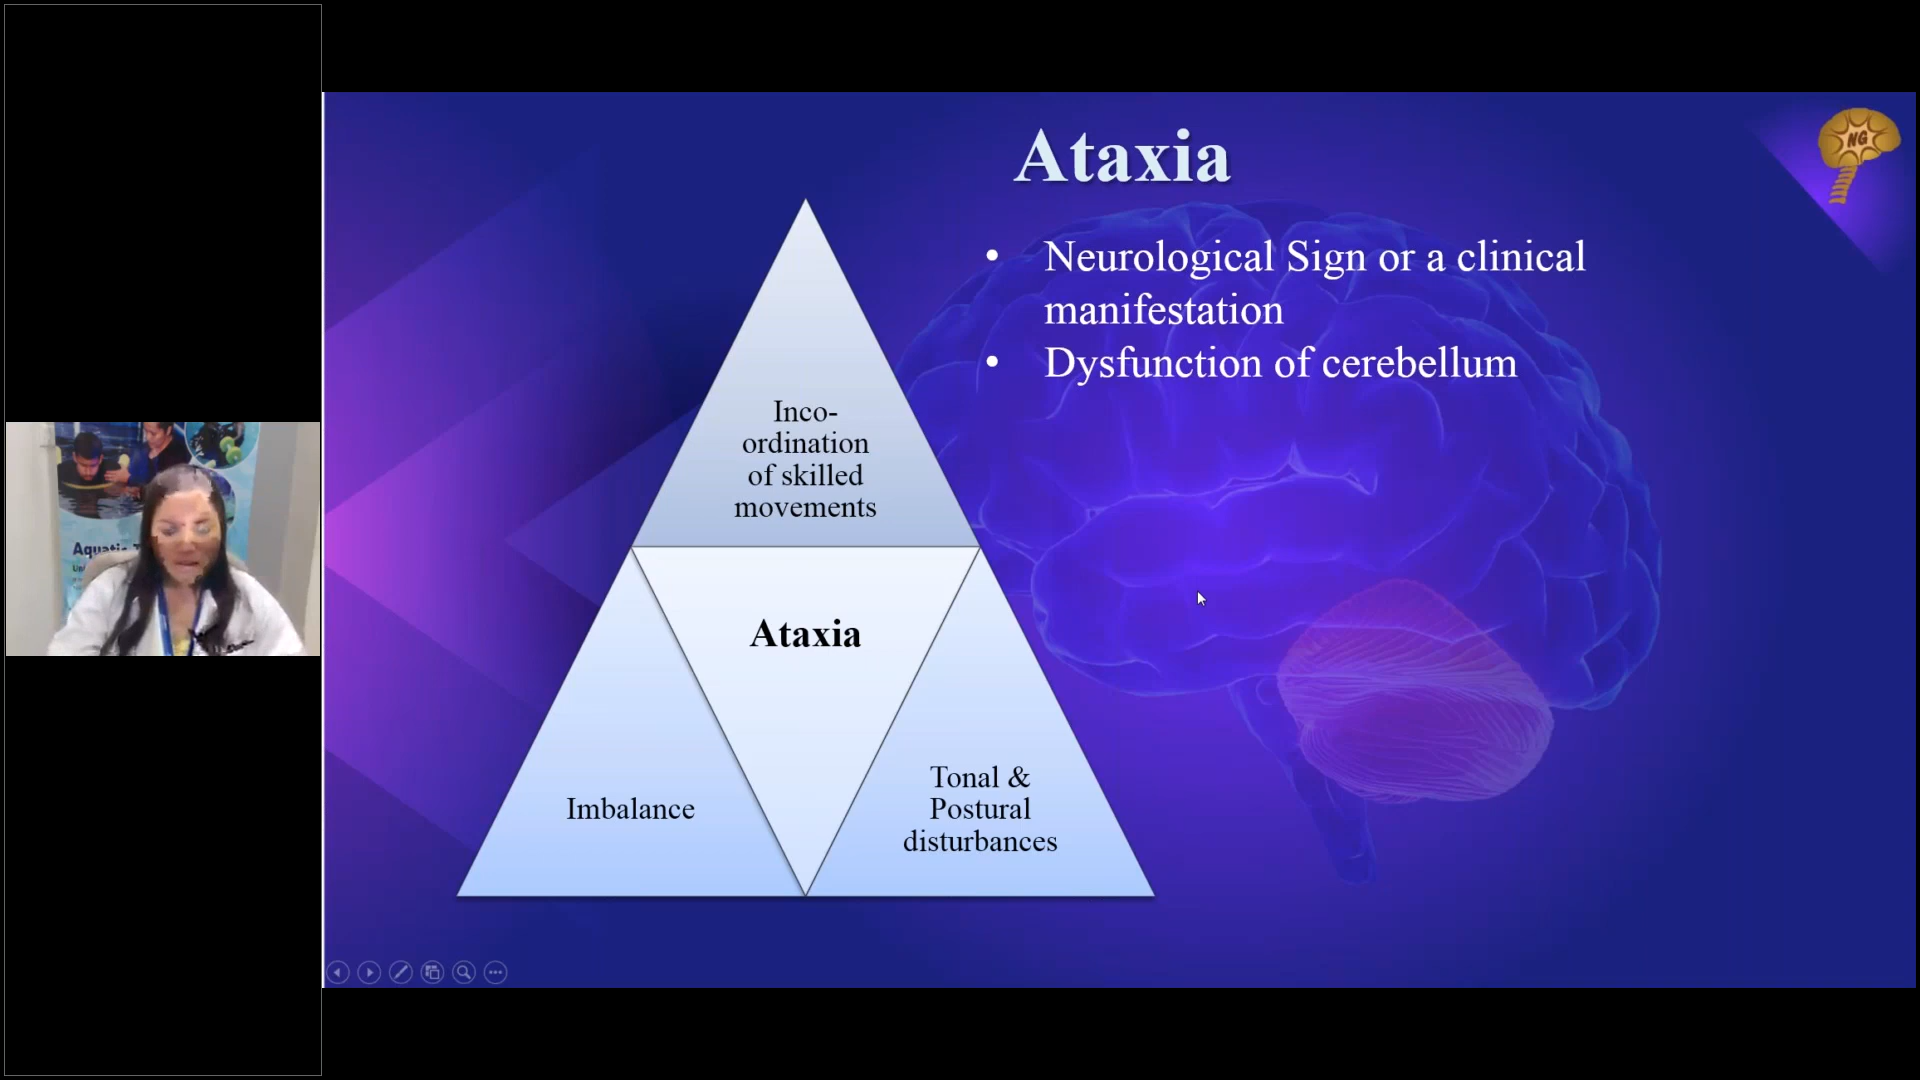 Ataxia
NG
Neurological Sign or a clinical
manifestation
Dysfunction of cerebellum
Inco-
ordination
of skilled
movements
Ataxia
Imbalance
Tonal &
Postural
disturbances
Aquatic